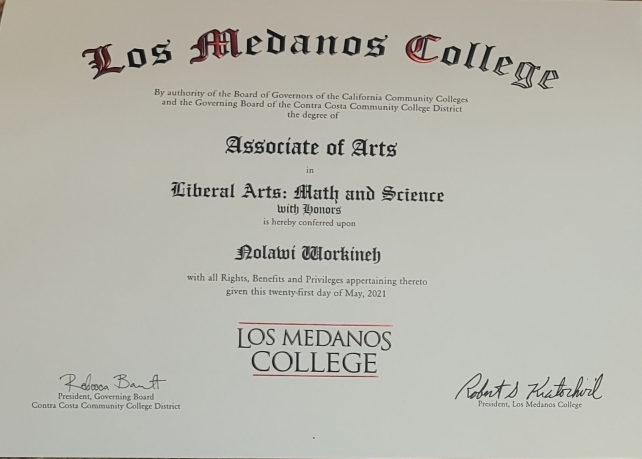 Los Medanos College
By authority of the Board of Governors of the California Community Colleges
and the Governing Board of the Contra Costa Community College District
the degree of
Associate of Arts
in
Liberal Arts: Math and Science
with Honors
is hereby conferred upon
Nolawi Workineh
with all Rights, Benefits and Privileges appertaining thereto
given this twenty-first day of May, 2021
LOS MEDANOS
COLLEGE
Rebecca Barrett
President, Governing Board
Contra Costa Community College District
Robert S Kratochvil
President, Los Medanos College